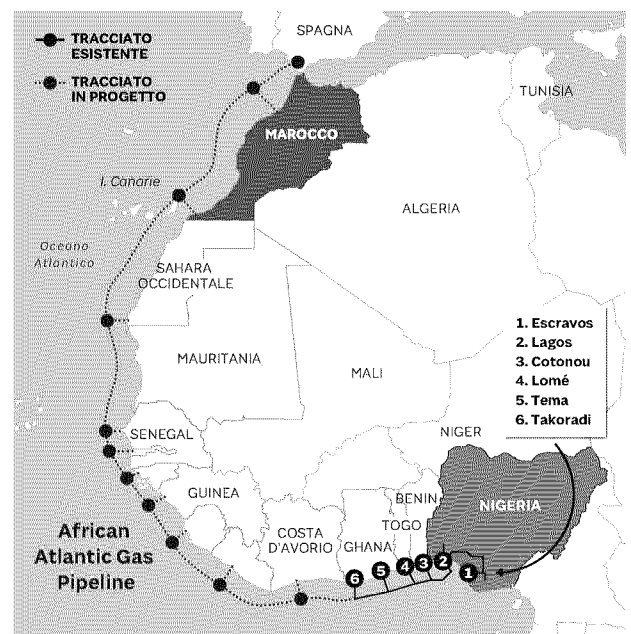 TRACCIATO
ESISTENTE
TRACCIATO
IN PROGETTO
SPAGNA
TUNISIA
MAROCCO
I. Canarie
ALGERIA
Oceano
Atlantico
SAHARA
OCCIDENTALE
1. Escravos
2. Lagos
3. Cotonou
4. Lomé
5. Tema
6. Takoradi
MAURITANIA
MALI
SENEGAL
NIGER
GUINEA
BENIN
NIGERIA
TOGO
COSTA
D'AVORIO
GHANA
African
Atlantic Gas
Pipeline
6
5
4
3
2
1